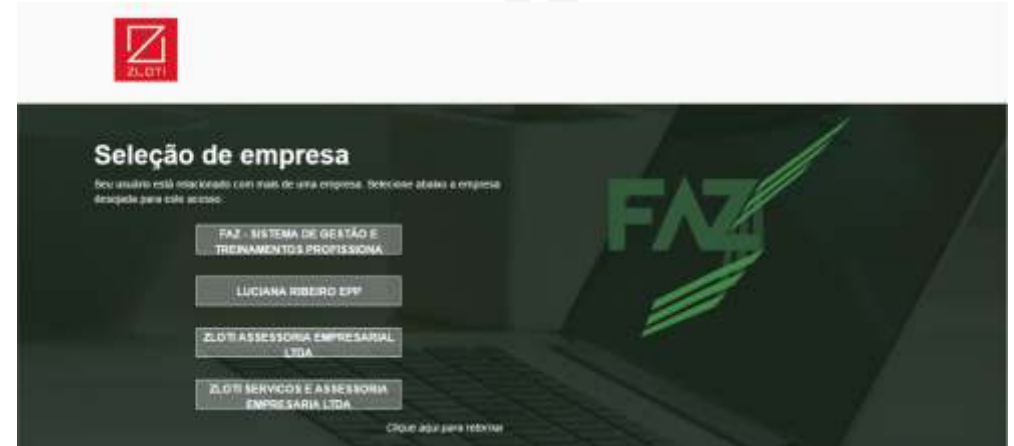 ZLOTI
Seleção de empresa
Seu usuário está relacionado com mais de uma empresa. Selecione abaixo a empresa
desejada para este acesso.
FAZ - SISTEMA DE GESTÃO E
TREINAMENTOS PROFISSIONA
LUCIANA RIBEIRO EPP
ZLOTI ASSESSORIA EMPRESARIAL
LTDA
ZLOTI SERVICOS E ASSESSORIA
EMPRESARIA LTDA
Clique aqui para retornar
FAZ